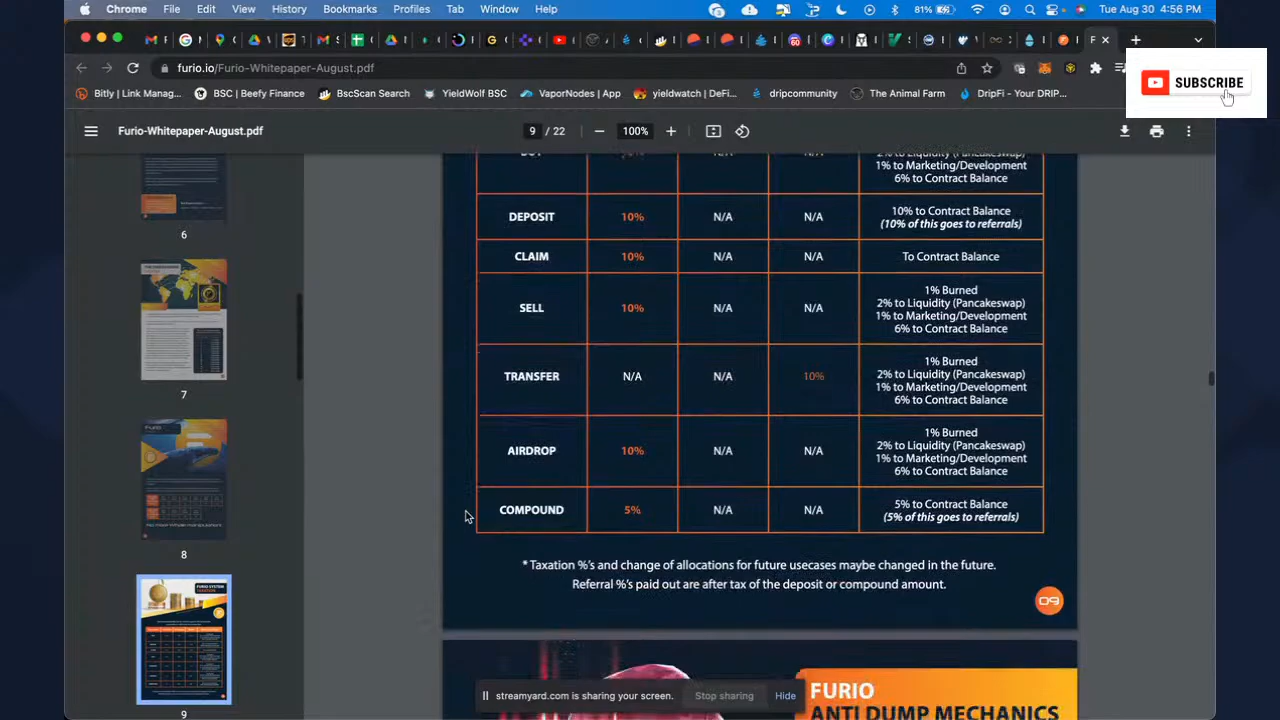 Chrome File Edit View History Bookmarks Profiles Tab Window Help 81% Tue Aug 30 4:56 PM
furio.io/Furio-Whitepaper-August.pdf
SUBSCRIBE
Bitly | Link Manag... BSC | Beefy Finance BscScan Search Wolf BSC VaporNodes | App yieldwatch | DeFi... cropocommunity The Animal Farm DripFi - Your DRIP...
Furio-Whitepaper-August.pdf 9 / 22 100%
2% to Liquidity (Pancakeswap)
1% to Marketing/Development
6% to Contract Balance
DEPOSIT 10% N/A N/A 10% to Contract Balance
(10% of this goes to referrals)
CLAIM 10% N/A N/A To Contract Balance
1% Burned
SELL 10% N/A N/A 2% to Liquidity (Pancakeswap)
1% to Marketing/Development
6% to Contract Balance
1% Burned
TRANSFER N/A N/A 10% 2% to Liquidity (Pancakeswap)
1% to Marketing/Development
6% to Contract Balance
1% Burned
AIRDROP 10% N/A N/A 2% to Liquidity (Pancakeswap)
1% to Marketing/Development
6% to Contract Balance
COMPOUND 5% N/A N/A 5% to Contract Balance
(5% of this goes to referrals)
* Taxation %'s and change of allocations for future usecases maybe changed in the future.
Referral %'s paid out are after tax of the deposit or compound amount.
09
6
7
8
9
streamyard.com is sharing your screen. Stop sharing Hide
FURIO
ANTI DUMP MECHANICS